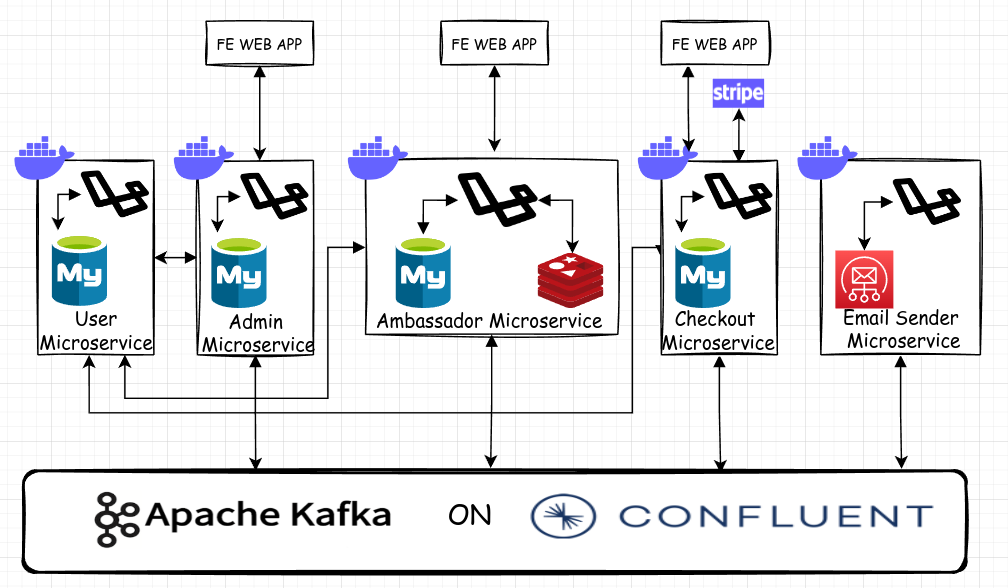 FE WEB APP
FE WEB APP
FE WEB APP
stripe
My
My
My
My
User
Microservice
Admin
Microservice
Ambassador Microservice
Checkout
Microservice
Email Sender
Microservice
Apache Kafka
ON
CONFLUENT